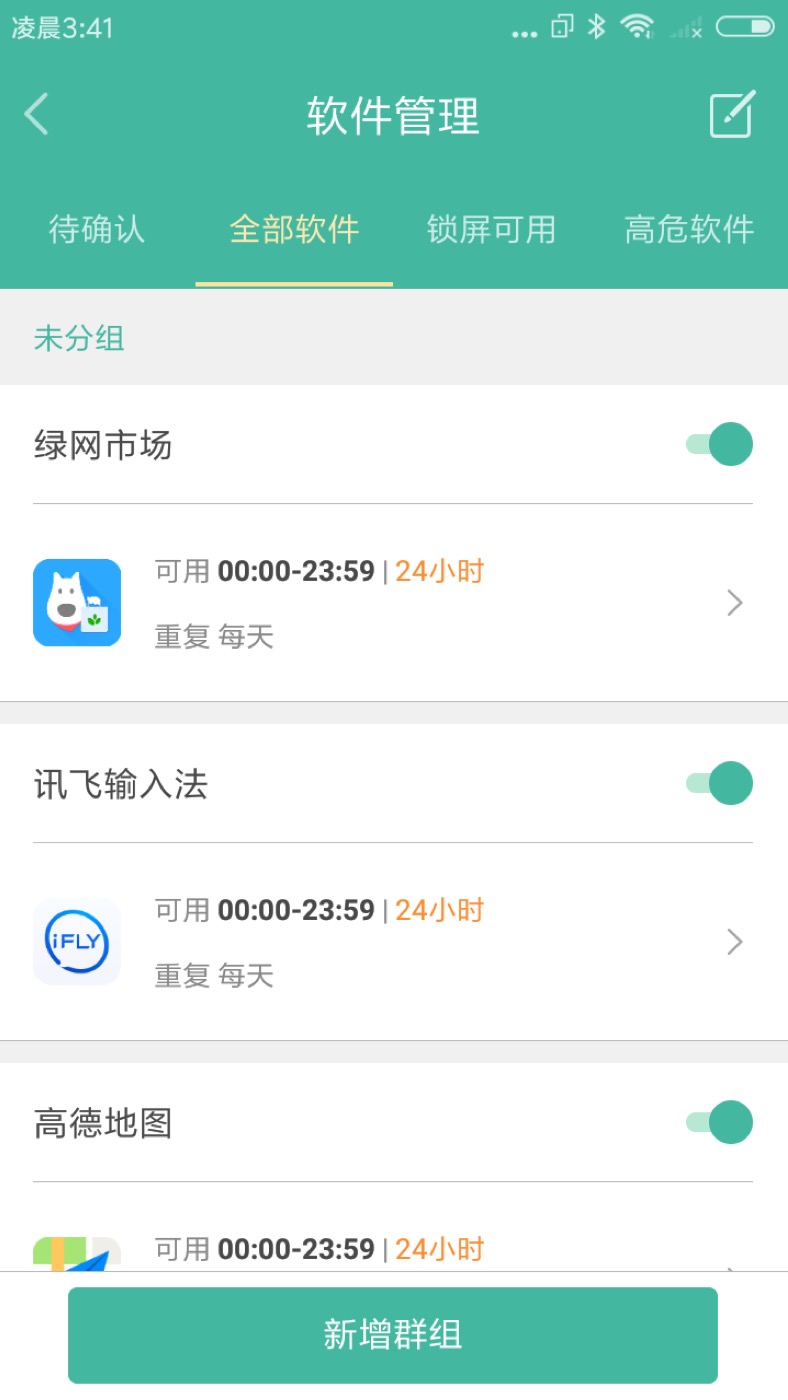 凌晨3:41
软件管理
待确认 全部软件 锁屏可用 高危软件
未分组
绿网市场
可用 00:00-23:59 | 24小时
重复 每天
讯飞输入法
iFLY
可用 00:00-23:59 | 24小时
重复 每天
高德地图
可用 00:00-23:59 | 24小时
新增群组